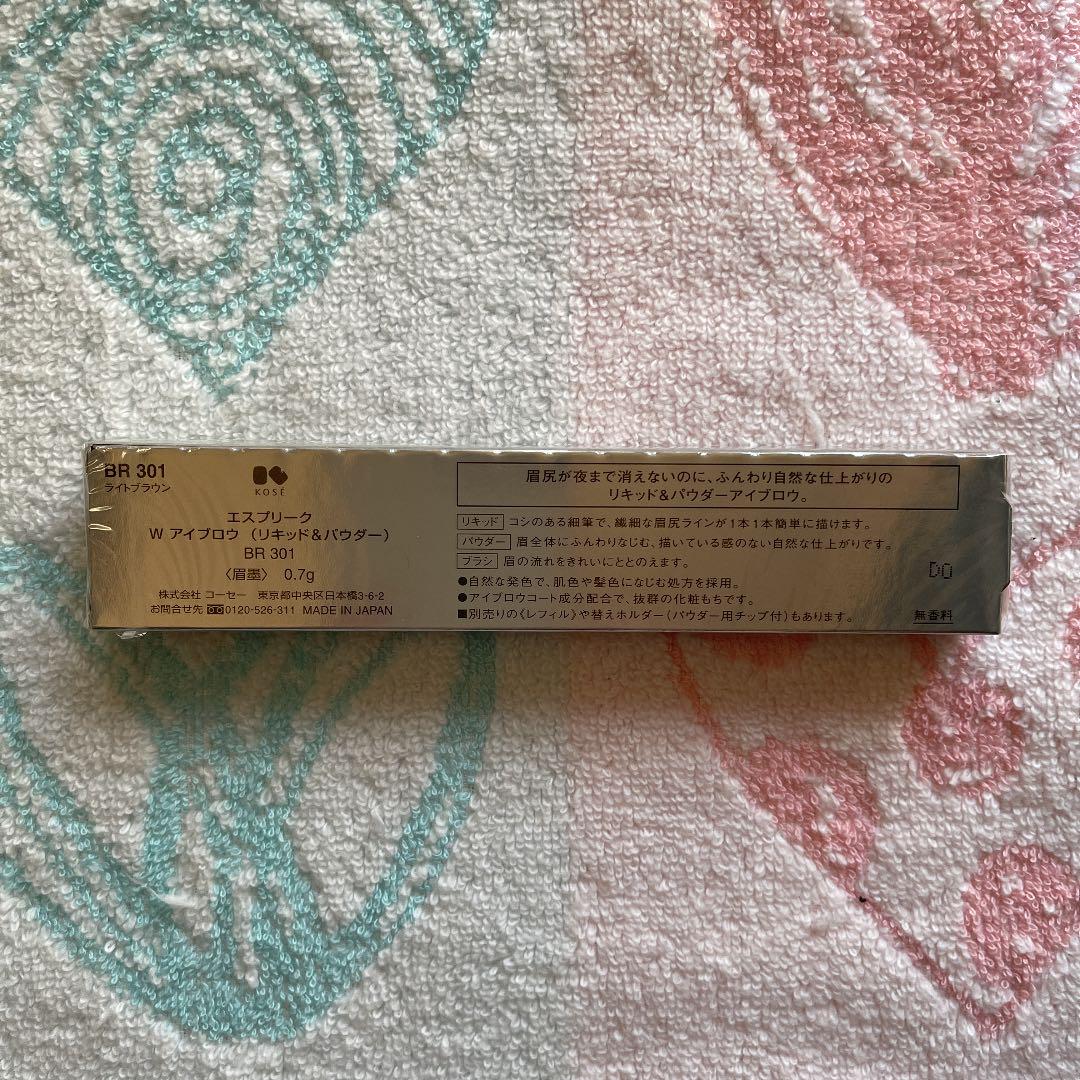 BR 301
ライトブラウン
KOSÉ
エスプリーク
W アイブロウ (リキッド&パウダー)
BR 301
〈眉墨〉 0.7g
株式会社 コーセー 東京都中央区日本橋3-6-2
お問合せ先 0120-526-311 MADE IN JAPAN
眉尻が夜まで消えないのに、ふんわり自然な仕上がりの
リキッド&パウダーアイブロウ。
リキッド コシのある細筆で、繊細な眉尻ラインが1本1本簡単に描けます。
パウダー 眉全体にふんわりなじむ、描いている感のない自然な仕上がりです。
ブラシ 眉の流れをきれいにととのえます。
●自然な発色で、肌色や髪色になじむ処方を採用。
●アイブロウコート成分配合で、抜群の化粧もちです。
■別売りの《レフィル》や替えホルダー(パウダー用チップ付)もあります。
DO
無香料